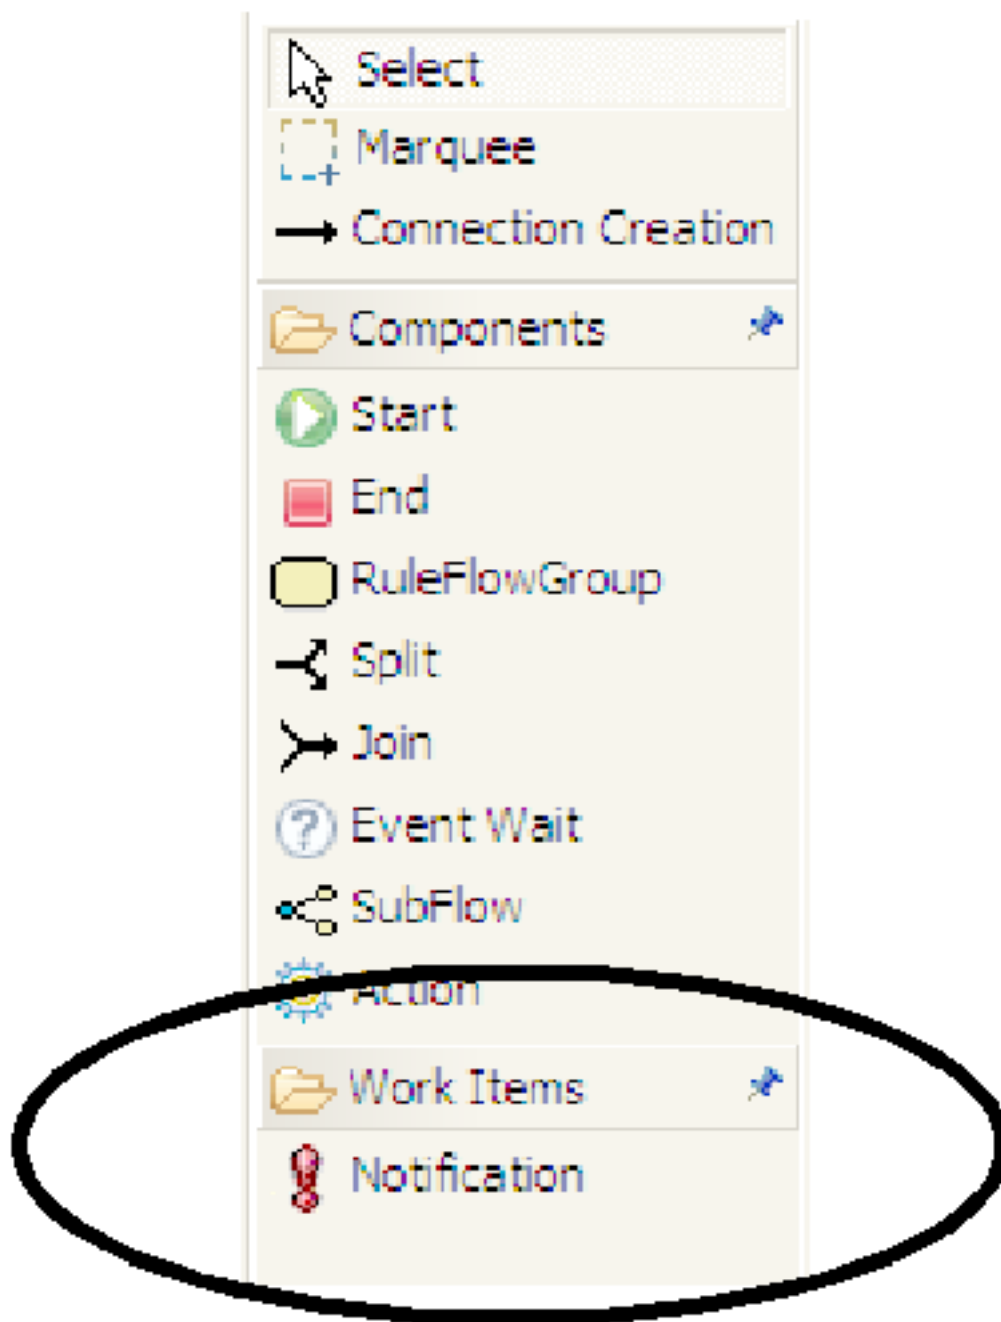 Select
Marquee
Connection Creation
Components
Start
End
RuleFlowGroup
Split
Join
Event Wait
SubFlow
Action
Work Items
Notification